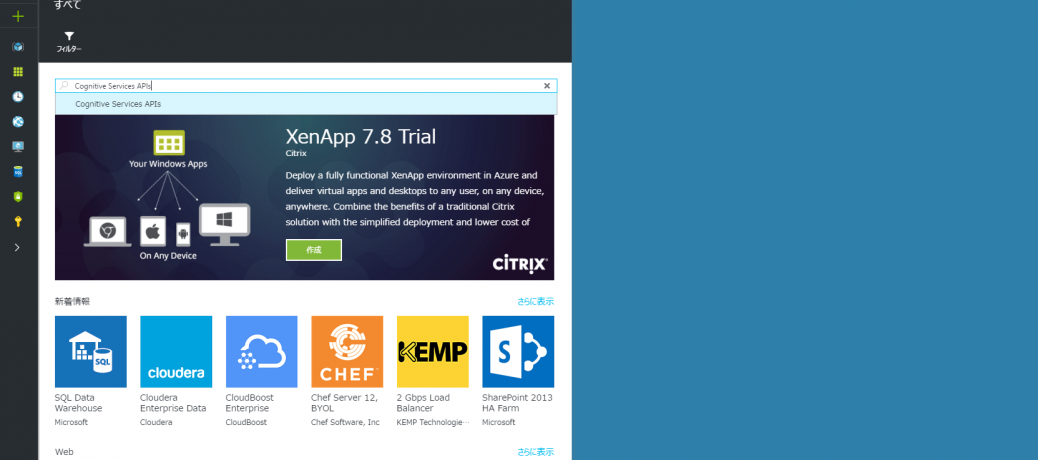 すべて
フィルター
Cognitive Services APIs
Cognitive Services APIs
Your Windows Apps
On Any Device
XenApp 7.8 Trial
Citrix
Deploy a fully functional XenApp environment in Azure and
deliver virtual apps and desktops to any user, on any device,
anywhere. Combine the benefits of a traditional Citrix
solution with the simplified deployment and lower cost of
作成
CİTRIX
新着情報
さらに表示
SQL
cloudera
CHEF
KEMP
S
SQL Data
Warehouse
Microsoft
Cloudera
Enterprise Data
Cloudera
CloudBoost
Enterprise
CloudBoost
Chef Server 12,
BYOL
Chef Software, Inc
2 Gbps Load
Balancer
KEMP Technologie…
SharePoint 2013
HA Farm
Microsoft
Web
さらに表示